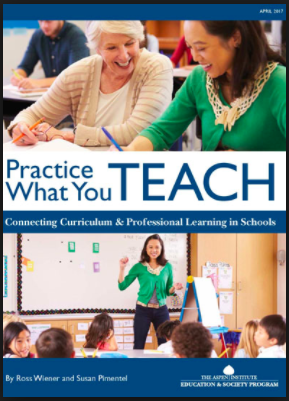 APRIL 2017
Practice
What You TEACH
Connecting Curriculum & Professional Learning in Schools
By Ross Wiener and Susan Pimentel
THE ASPEN INSTITUTE
EDUCATION & SOCIETY PROGRAM